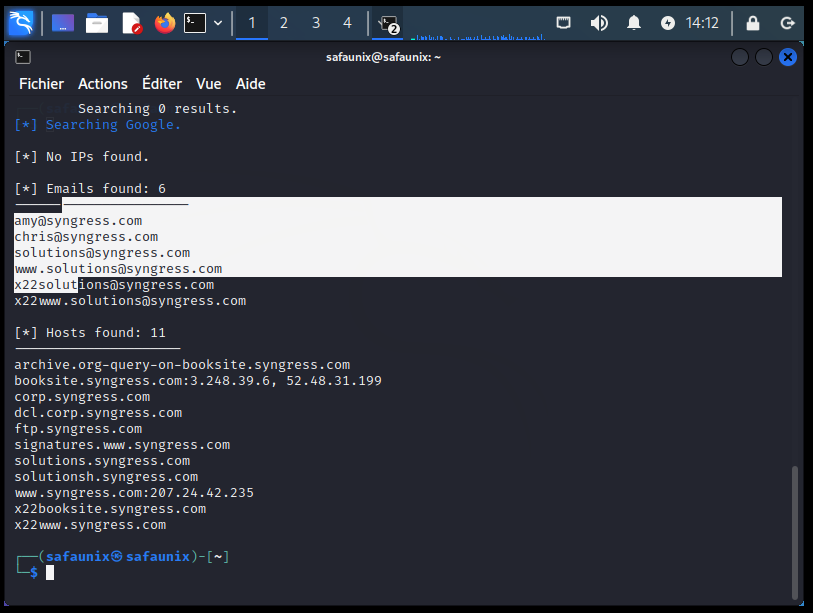 1 2 3 4 2 14:12
safaunix@safaunix: ~
Fichier Actions Éditer Vue Aide
Searching 0 results.
[*] Searching Google.
[*] No IPs found.
[*] Emails found: 6
----------------------
amy@syngress.com
chris@syngress.com
solutions@syngress.com
www.solutions@syngress.com
x22solutions@syngress.com
x22www.solutions@syngress.com
[*] Hosts found: 11
---------------------
archive.org-query-on-booksite.syngress.com
booksite.syngress.com:3.248.39.6, 52.48.31.199
corp.syngress.com
dcl.corp.syngress.com
ftp.syngress.com
signatures.www.syngress.com
solutions.syngress.com
solutionsh.syngress.com
www.syngress.com:207.24.42.235
x22booksite.syngress.com
x22www.syngress.com
┌──(safaunix㉿safaunix)-[~]
└─$